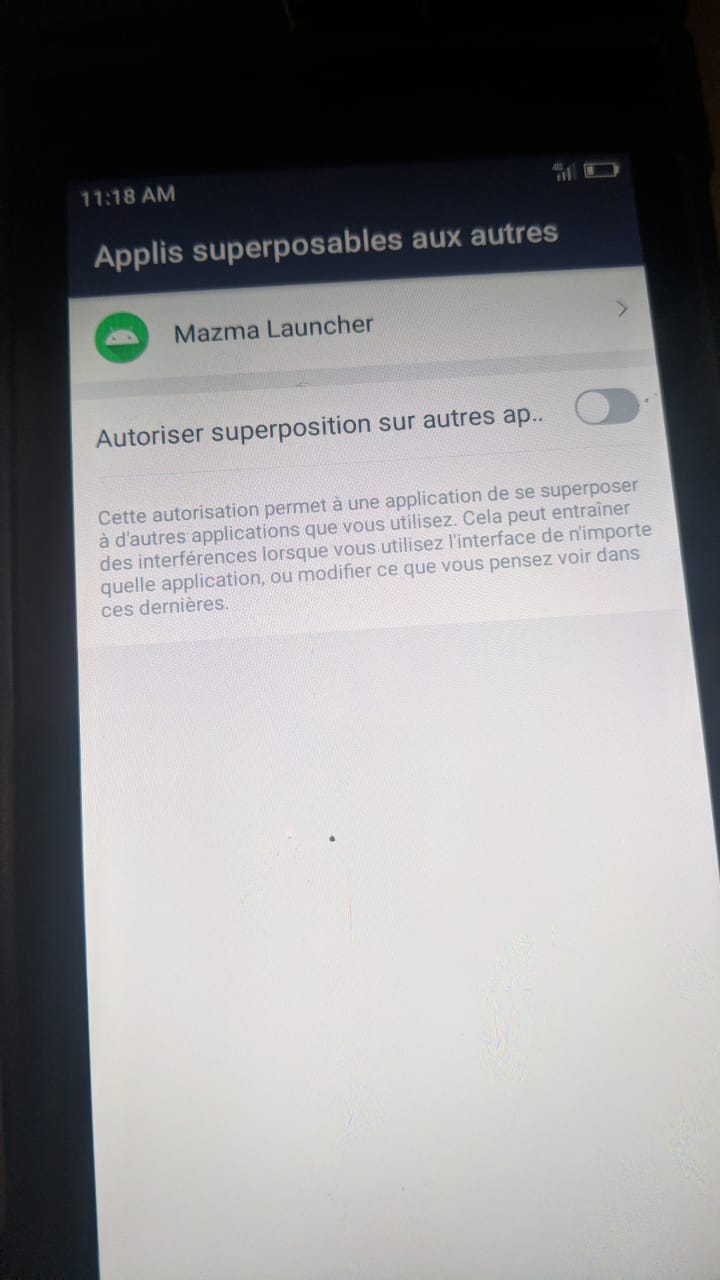 11:18 AM
4G
Applis superposables aux autres
Mazma Launcher
Autoriser superposition sur autres ap..
Cette autorisation permet à une application de se superposer
à d'autres applications que vous utilisez. Cela peut entraîner
des interférences lorsque vous utilisez l'interface de n'importe
quelle application, ou modifier ce que vous pensez voir dans
ces dernières.